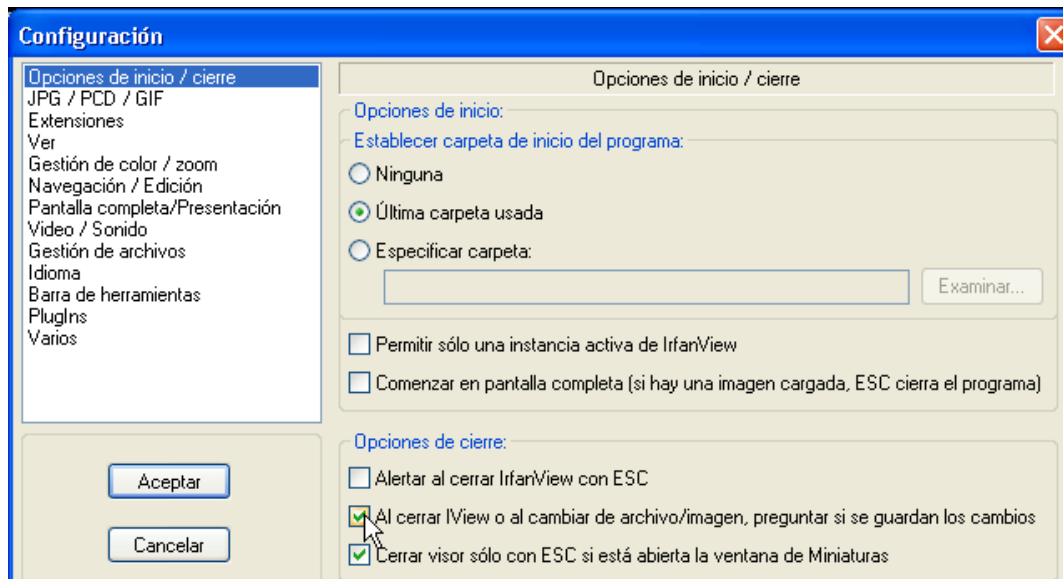 Configuración
Opciones de inicio / cierre
JPG / PCD / GIF
Extensiones
Ver
Gestión de color / zoom
Navegación / Edición
Pantalla completa/Presentación
Video / Sonido
Gestión de archivos
Idioma
Barra de herramientas
PlugIns
Varios
Aceptar
Cancelar
Opciones de inicio / cierre
Opciones de inicio:
Establecer carpeta de inicio del programa:
Ninguna
Última carpeta usada
Especificar carpeta:
Examinar...
Permitir sólo una instancia activa de IrfanView
Comenzar en pantalla completa (si hay una imagen cargada, ESC cierra el programa)
Opciones de cierre:
Alertar al cerrar IrfanView con ESC
Al cerrar IView o al cambiar de archivo/imagen, preguntar si se guardan los cambios
Cerrar visor sólo con ESC si está abierta la ventana de Miniaturas